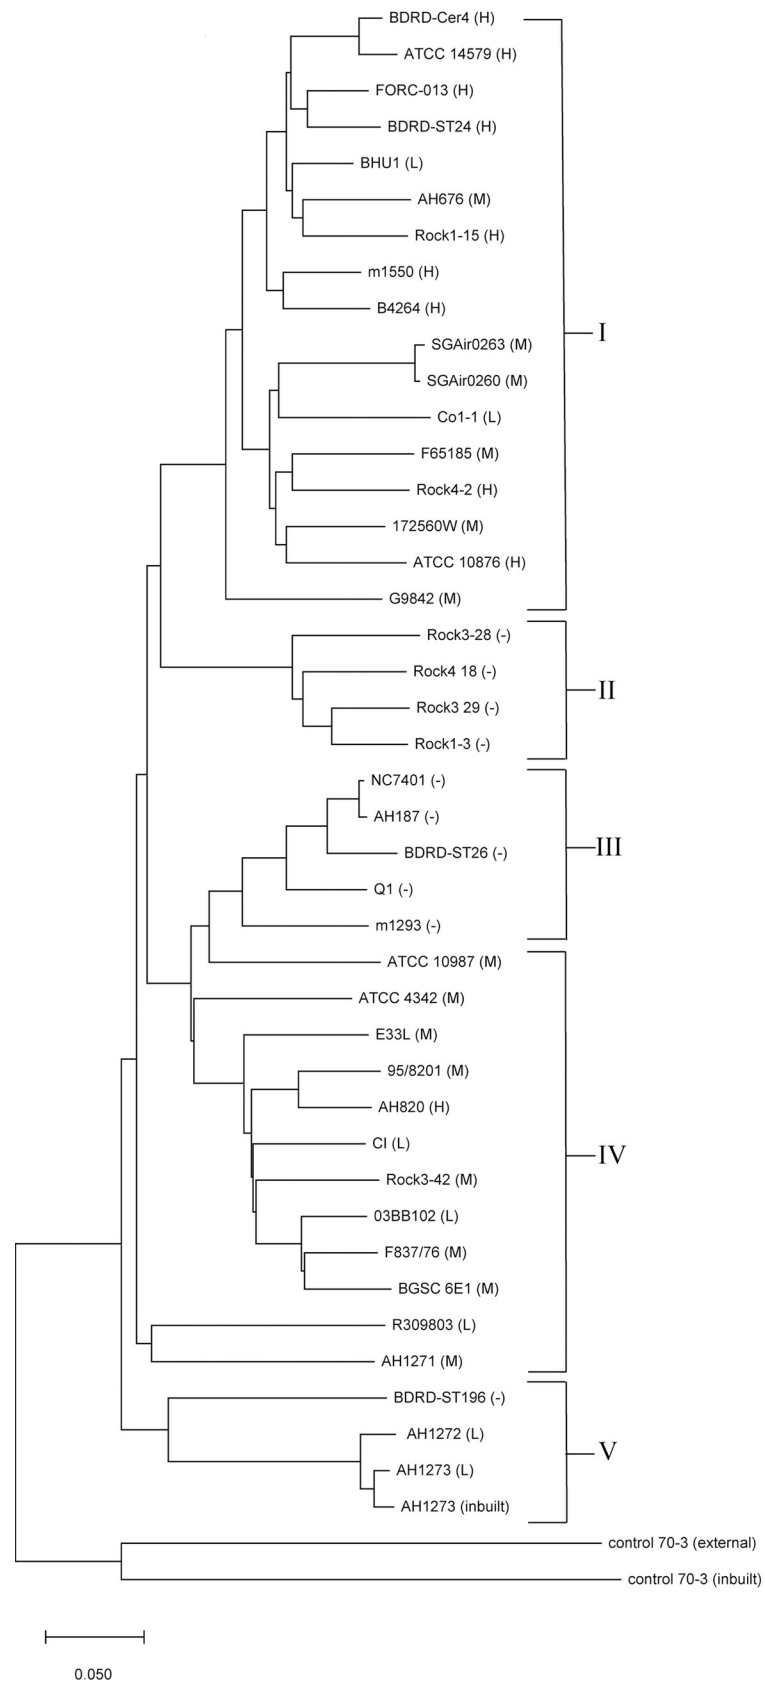 BDRD-Cer4 (H)
ATCC 14579 (H)
FORC-013 (H)
BDRD-ST24 (H)
BHU1 (L)
AH676 (M)
Rock1-15 (H)
m1550 (H)
B4264 (H)
I
SGAir0263 (M)
SGAir0260 (M)
Co1-1 (L)
F65185 (M)
Rock4-2 (H)
172560W (M)
ATCC 10876 (H)
G9842 (M)
Rock3-28 (-)
Rock4 18 (-)
II
Rock3 29 (-)
Rock1-3 (-)
NC7401 (-)
AH187 (-)
III
BDRD-ST26 (-)
Q1 (-)
m1293 (-)
ATCC 10987 (M)
ATCC 4342 (M)
E33L (M)
95/8201 (M)
AH820 (H)
CI (L)
IV
Rock3-42 (M)
03BB102 (L)
F837/76 (M)
BGSC 6E1 (M)
R309803 (L)
AH1271 (M)
BDRD-ST196 (-)
AH1272 (L)
V
AH1273 (L)
AH1273 (inbuilt)
control 70-3 (external)
control 70-3 (inbuilt)
0.050